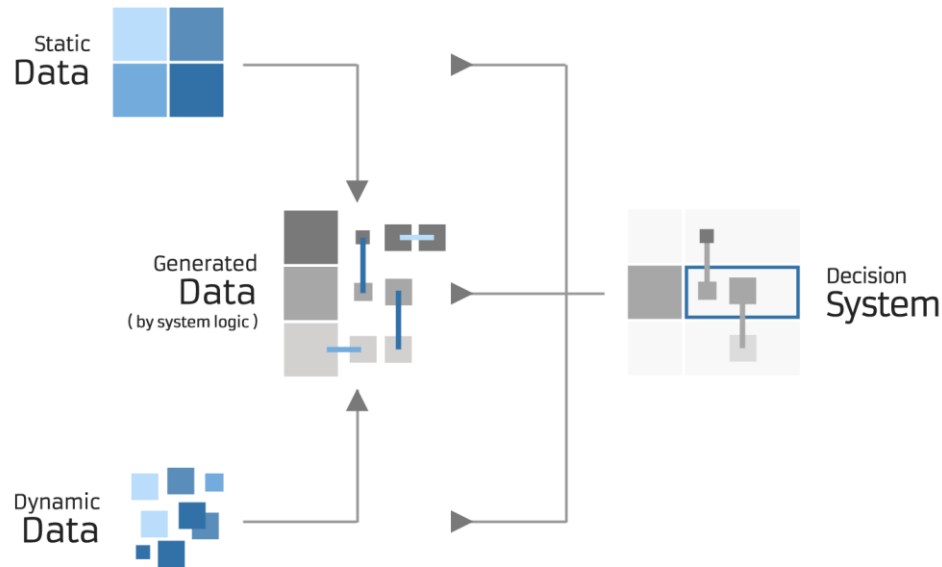 Static
Data
Generated
Data
( by system logic )
Decision
System
Dynamic
Data